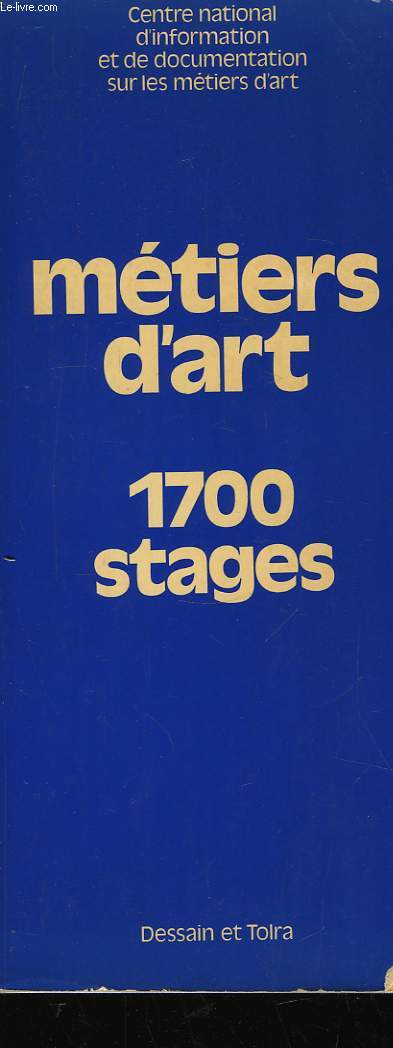 Le-livre.com
Centre national
d'information
et de documentation
sur les métiers d'art
métiers
d'art
1700
stages
Dessain et Tolra